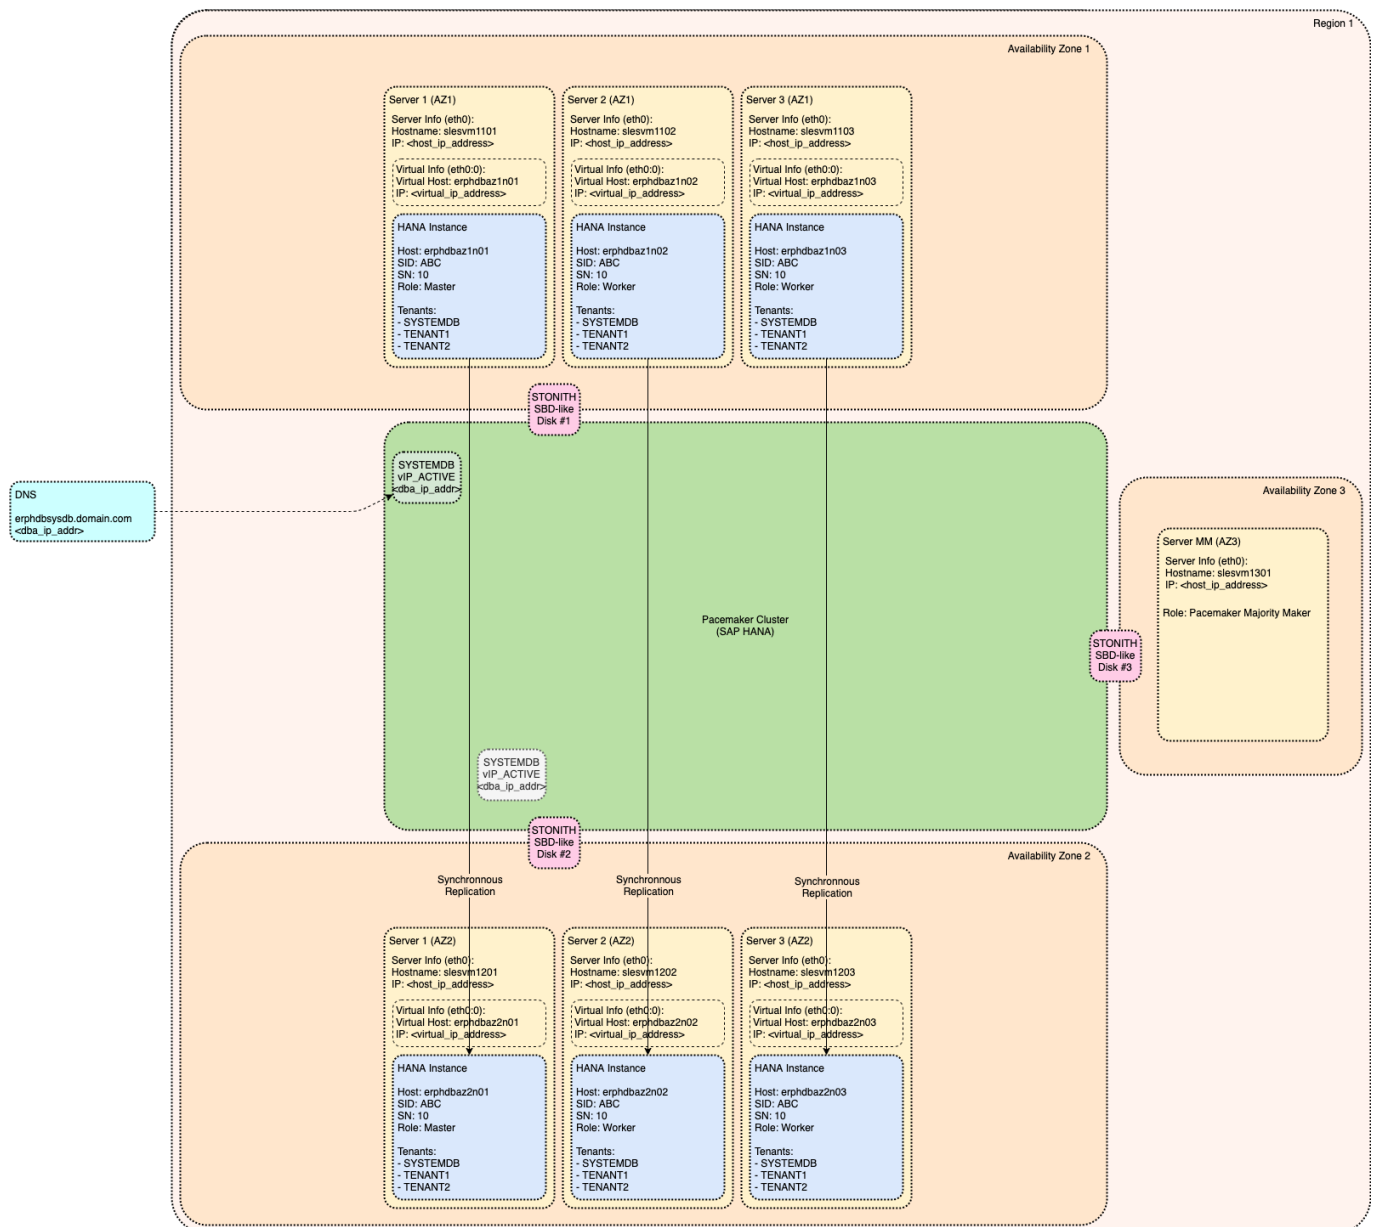 Region 1
Availability Zone 1
Server 1 (AZ1)
Server Info (eth0):
Hostname: slesvm1101
IP: <host_ip_address>
Virtual Info (eth0:0):
Virtual Host: erphdbaz1n01
IP: <virtual_ip_address>
HANA Instance
Host: erphdbaz1n01
SID: ABC
SN: 10
Role: Master
Tenants:
- SYSTEMDB
- TENANT1
- TENANT2
Server 2 (AZ1)
Server Info (eth0):
Hostname: slesvm1102
IP: <host_ip_address>
Virtual Info (eth0:0):
Virtual Host: erphdbaz1n02
IP: <virtual_ip_address>
HANA Instance
Host: erphdbaz1n02
SID: ABC
SN: 10
Role: Worker
Tenants:
- SYSTEMDB
- TENANT1
- TENANT2
Server 3 (AZ1)
Server Info (eth0):
Hostname: slesvm1103
IP: <host_ip_address>
Virtual Info (eth0:0):
Virtual Host: erphdbaz1n03
IP: <virtual_ip_address>
HANA Instance
Host: erphdbaz1n03
SID: ABC
SN: 10
Role: Worker
Tenants:
- SYSTEMDB
- TENANT1
- TENANT2
STONITH
SBD-like
Disk #1
SYSTEMDB
vIP_ACTIVE
<dba_ip_addr>
DNS
erphdbsysdb.domain.com
<dba_ip_addr>
Pacemaker Cluster
(SAP HANA)
Availability Zone 3
Server MM (AZ3)
Server Info (eth0):
Hostname: slesvm1301
IP: <host_ip_address>
Role: Pacemaker Majority Maker
STONITH
SBD-like
Disk #3
SYSTEMDB
vIP_ACTIVE
<dba_ip_addr>
STONITH
SBD-like
Disk #2
Availability Zone 2
Synchronnous
Replication
Synchronnous
Replication
Synchronnous
Replication
Server 1 (AZ2)
Server Info (eth0):
Hostname: slesvm1201
IP: <host_ip_address>
Virtual Info (eth0:0):
Virtual Host: erphdbaz2n01
IP: <virtual_ip_address>
HANA Instance
Host: erphdbaz2n01
SID: ABC
SN: 10
Role: Master
Tenants:
- SYSTEMDB
- TENANT1
- TENANT2
Server 2 (AZ2)
Server Info (eth0):
Hostname: slesvm1202
IP: <host_ip_address>
Virtual Info (eth0:0):
Virtual Host: erphdbaz2n02
IP: <virtual_ip_address>
HANA Instance
Host: erphdbaz2n02
SID: ABC
SN: 10
Role: Worker
Tenants:
- SYSTEMDB
- TENANT1
- TENANT2
Server 3 (AZ2)
Server Info (eth0):
Hostname: slesvm1203
IP: <host_ip_address>
Virtual Info (eth0:0):
Virtual Host: erphdbaz2n03
IP: <virtual_ip_address>
HANA Instance
Host: erphdbaz2n03
SID: ABC
SN: 10
Role: Worker
Tenants:
- SYSTEMDB
- TENANT1
- TENANT2